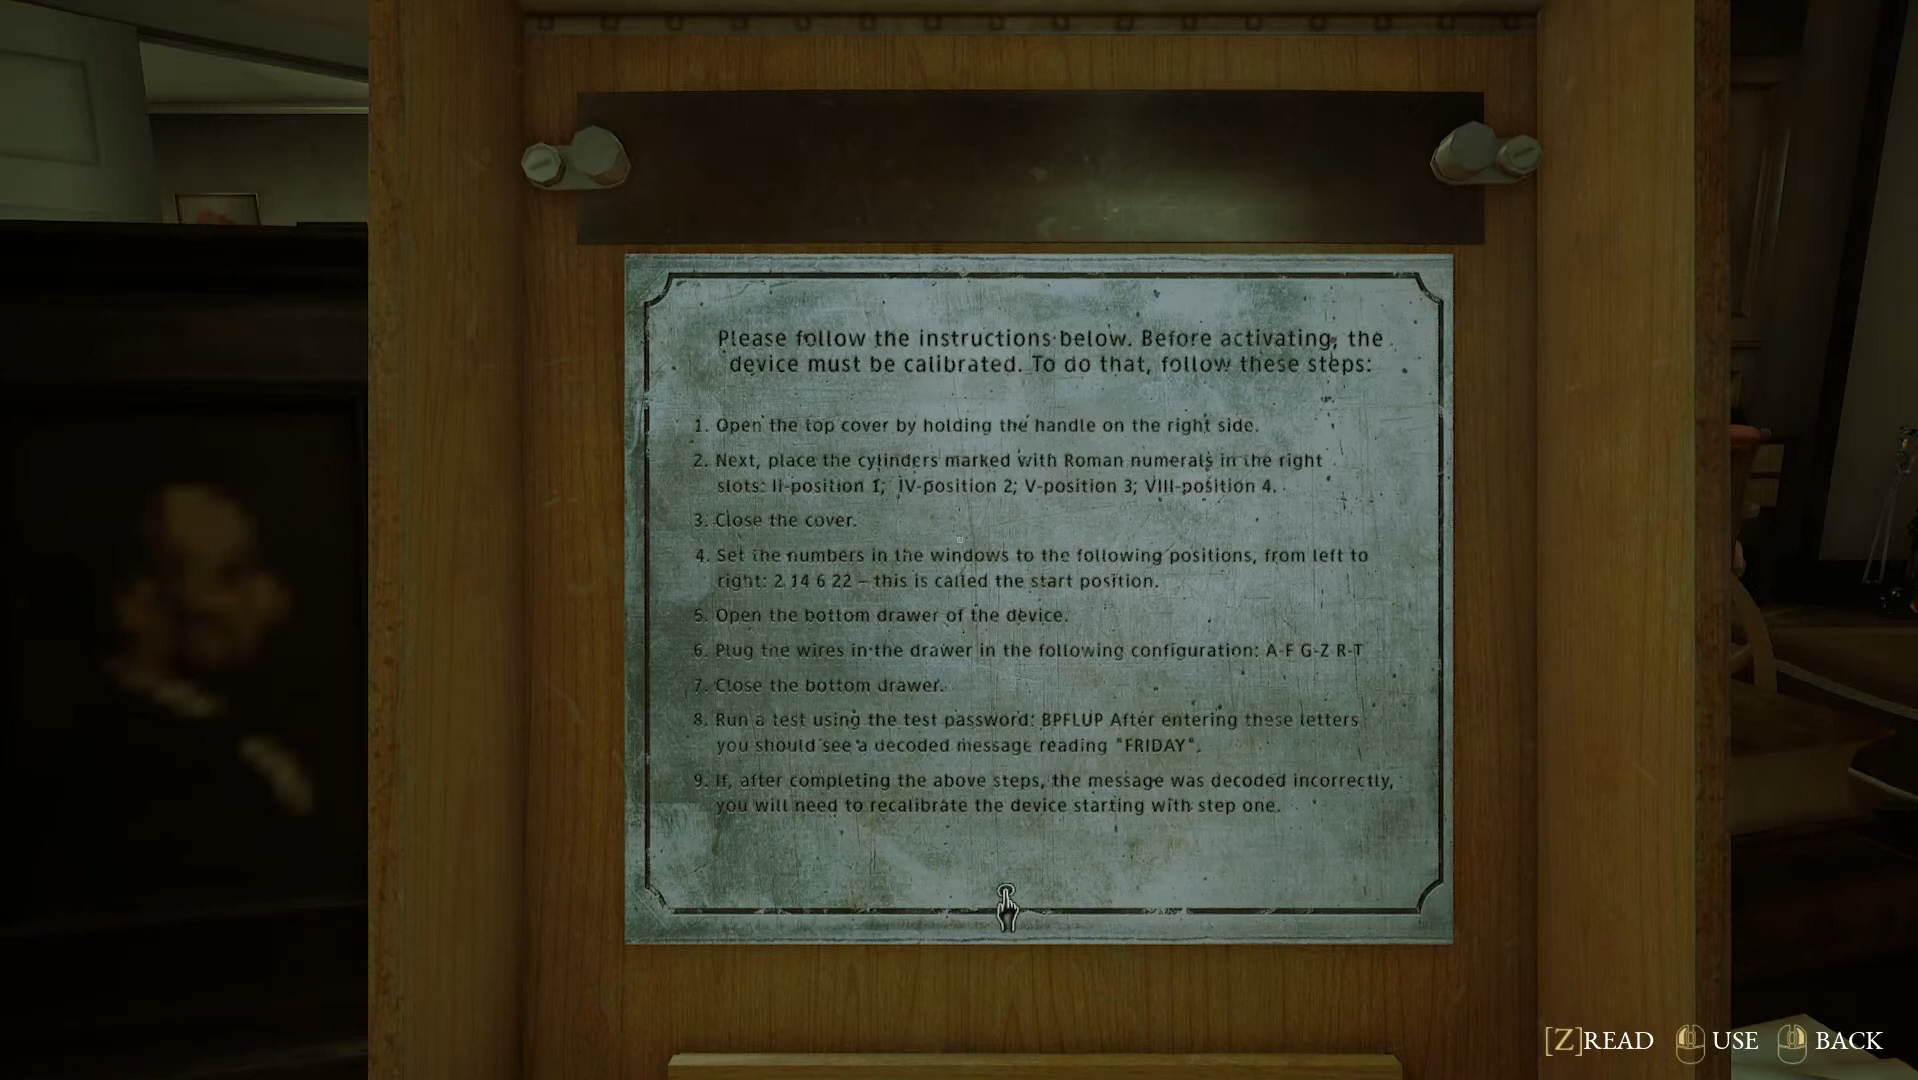 Please follow the instructions below. Before activating, the
device must be calibrated. To do that, follow these steps:
1. Open the top cover by holding the handle on the right side.
2. Next, place the cylinders marked with Roman numerals in the right
slots: II-position 1; IV-position 2; V-position 3; VIII-position 4.
3. Close the cover.
4. Set the numbers in the windows to the following positions, from left to
right: 2 14 6 22 – this is called the start position.
5. Open the bottom drawer of the device.
6. Plug the wires in the drawer in the following configuration: A-F G-Z R-T
7. Close the bottom drawer.
8. Run a test using the test password: BPFLUP After entering these letters
you should see a decoded message reading "FRIDAY".
9. If, after completing the above steps, the message was decoded incorrectly,
you will need to recalibrate the device starting with step one.
[Z]READ USE BACK